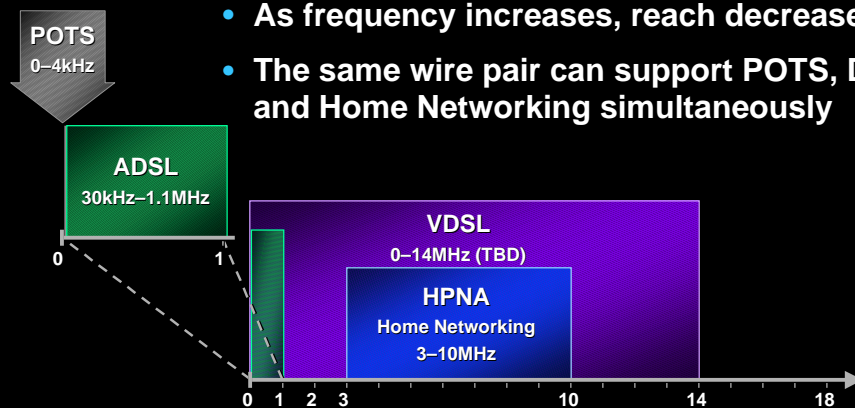 • As frequency increases, reach decrease
• The same wire pair can support POTS, D
and Home Networking simultaneously
POTS
0–4kHz
ADSL
30kHz–1.1MHz
0 1
VDSL
0–14MHz (TBD)
HPNA
Home Networking
3–10MHz
0 1 2 3 10 14 18